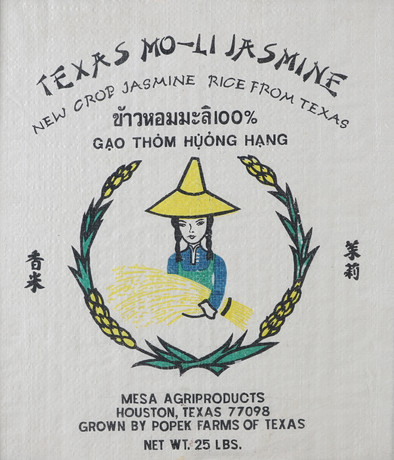 TEXAS MO-LI JASMINE
NEW CROP JASMINE RICE FROM TEXAS
ข้าวหอมมะลิ100%
GẠO THỎM HƯỎNG HẠNG
香米
茉莉
MESA AGRIPRODUCTS
HOUSTON, TEXAS 77098
GROWN BY POPEK FARMS OF TEXAS
NET WT. 25 LBS.